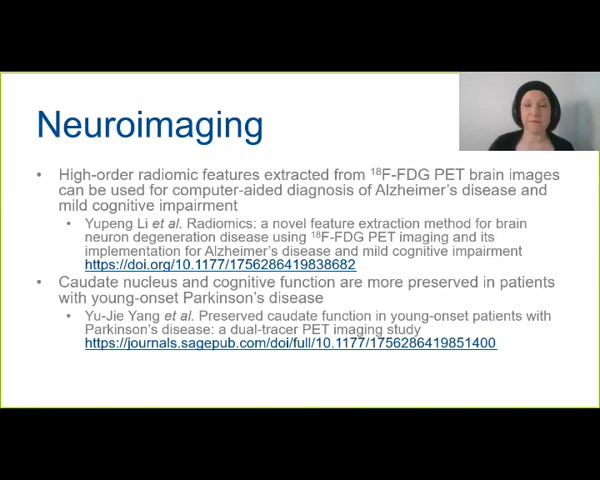 Neuroimaging
• High-order radiomic features extracted from ¹⁸F-FDG PET brain images
can be used for computer-aided diagnosis of Alzheimer's disease and
mild cognitive impairment
• Yupeng Li et al. Radiomics: a novel feature extraction method for brain
neuron degeneration disease using ¹⁸F-FDG PET imaging and its
implementation for Alzheimer's disease and mild cognitive impairment
https://doi.org/10.1177/1756286419838682
• Caudate nucleus and cognitive function are more preserved in patients
with young-onset Parkinson's disease
• Yu-Jie Yang et al. Preserved caudate function in young-onset patients with
Parkinson's disease: a dual-tracer PET imaging study
https://journals.sagepub.com/doi/full/10.1177/1756286419851400